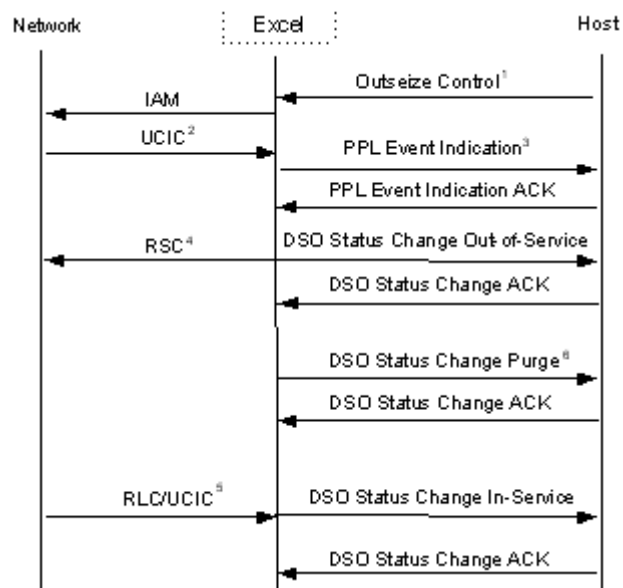 Network Excel Host
Outseize Control¹
IAM
UCIC²
PPL Event Indication³
PPL Event Indication ACK
RSC⁴ DSO Status Change Out-of-Service
DSO Status Change ACK
DSO Status Change Purge⁶
DSO Status Change ACK
RLC/UCIC⁵ DSO Status Change In-Service
DSO Status Change ACK